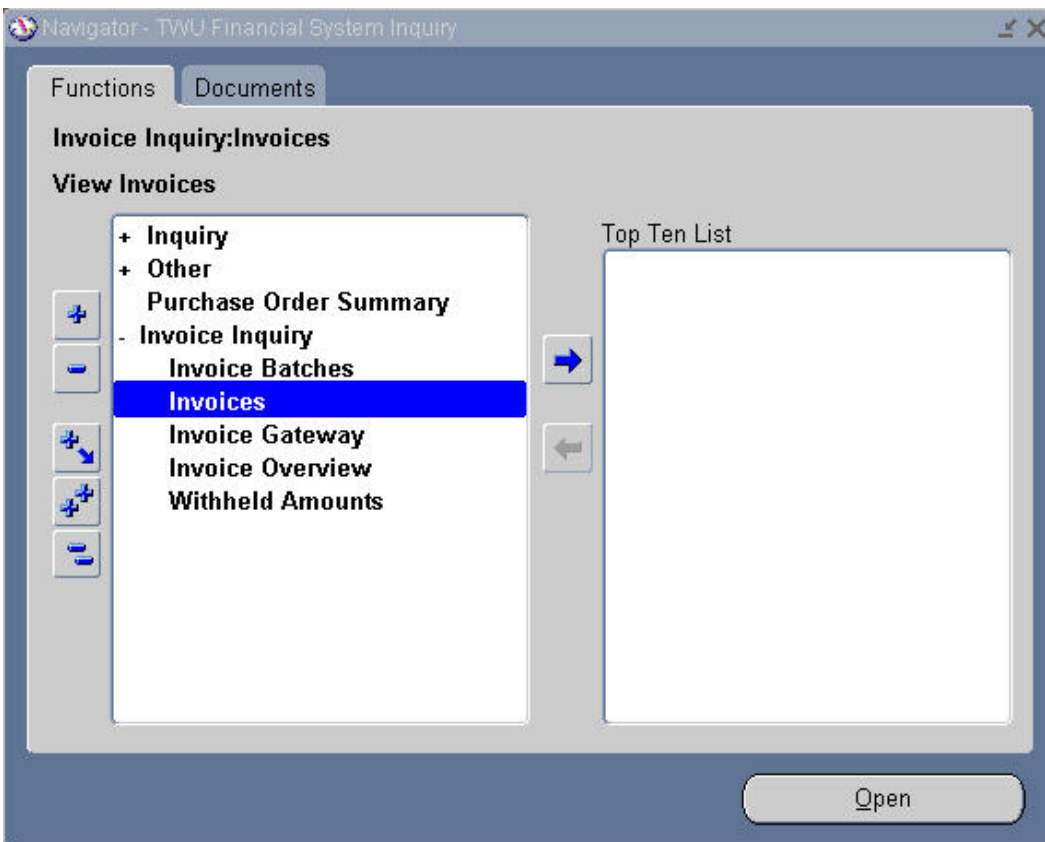 Navigator - TWU Financial System Inquiry
Functions
Documents
Invoice Inquiry:Invoices
View Invoices
+ Inquiry
+ Other
Purchase Order Summary
- Invoice Inquiry
Invoice Batches
Invoices
Invoice Gateway
Invoice Overview
Withheld Amounts
Top Ten List
Open